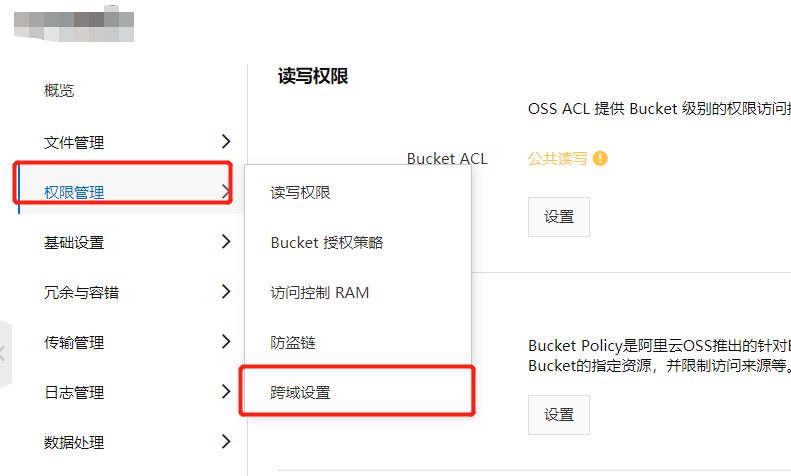 概览
文件管理
权限管理
基础设置
冗余与容错
传输管理
日志管理
数据处理
读写权限
Bucket 授权策略
访问控制 RAM
防盗链
跨域设置
读写权限
OSS ACL 提供 Bucket 级别的权限访问
Bucket ACL
公共读写
设置
Bucket Policy是阿里云OSS推出的针对
Bucket的指定资源，并限制访问来源等。
设置